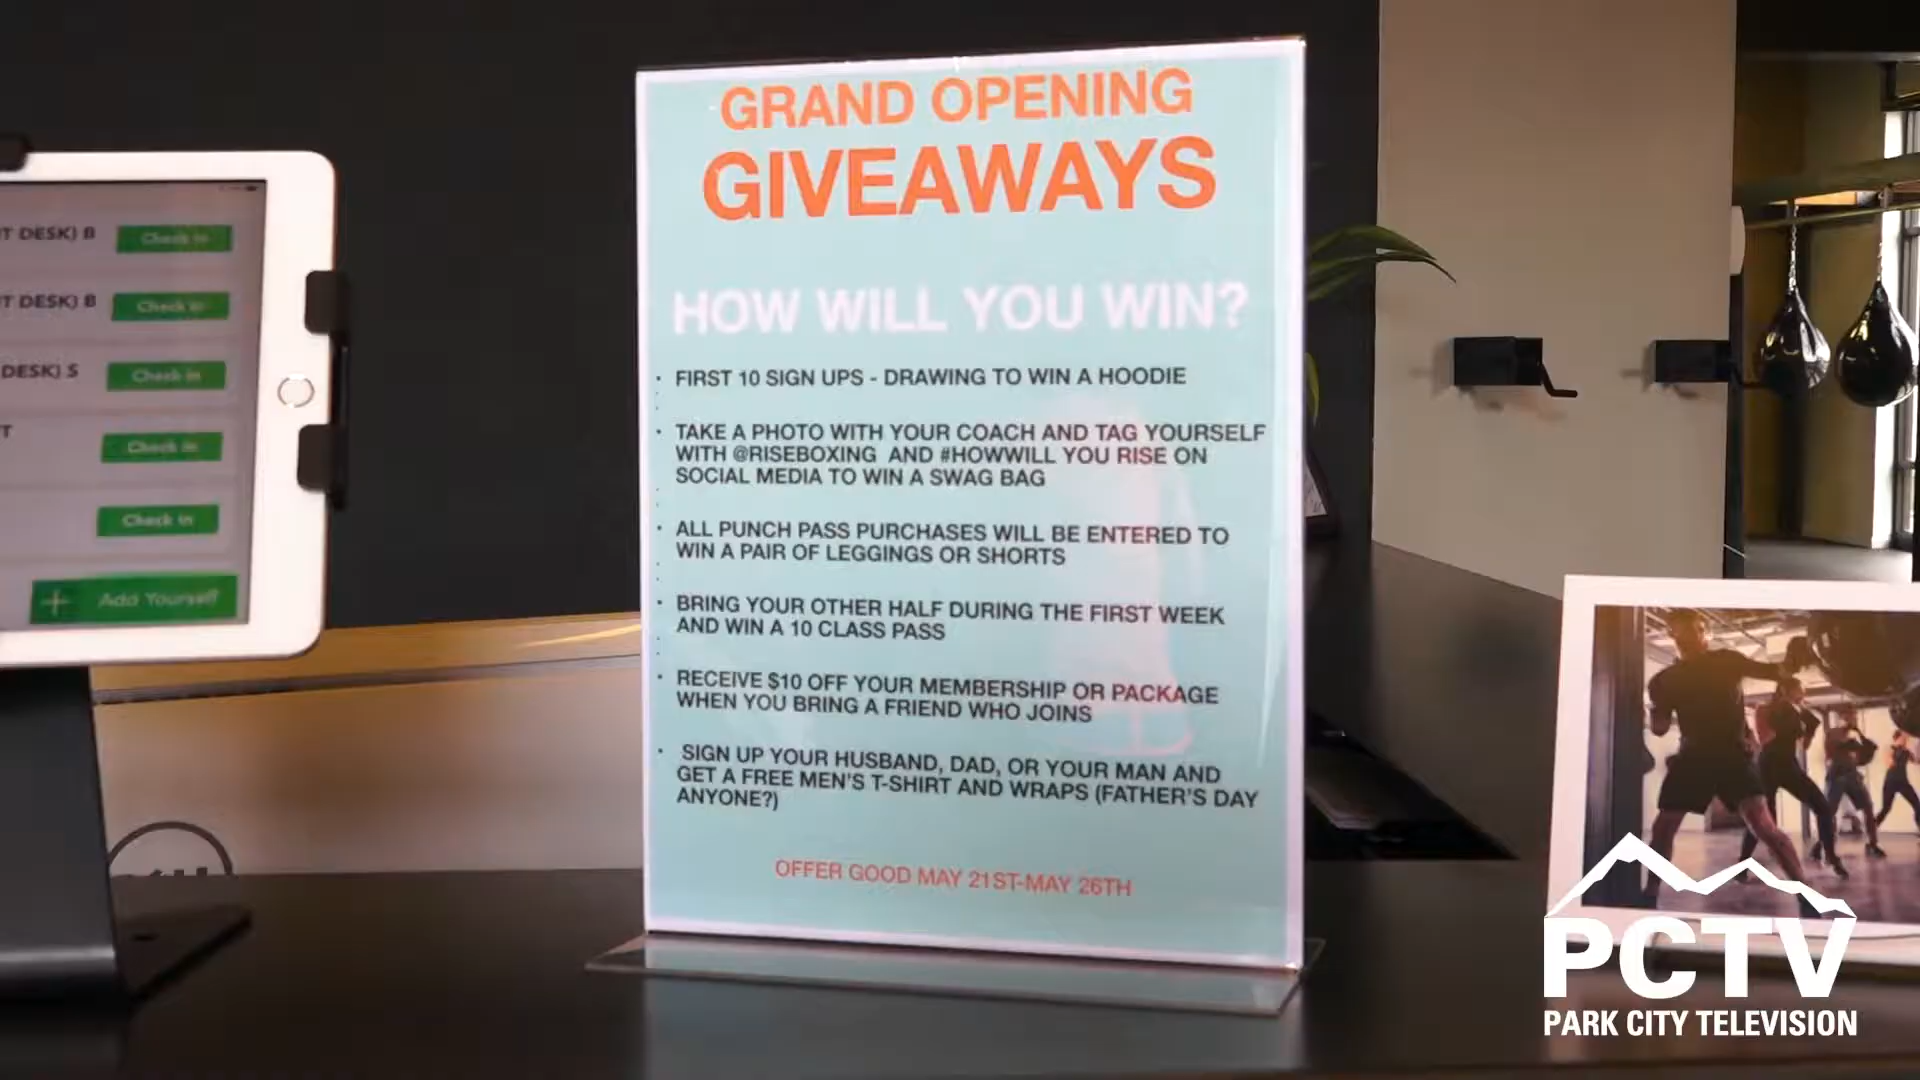 GRAND OPENING
GIVEAWAYS
HOW WILL YOU WIN?
• FIRST 10 SIGN UPS - DRAWING TO WIN A HOODIE
• TAKE A PHOTO WITH YOUR COACH AND TAG YOURSELF
WITH @RISEBOXING AND #HOWWILL YOU RISE ON
SOCIAL MEDIA TO WIN A SWAG BAG
• ALL PUNCH PASS PURCHASES WILL BE ENTERED TO
WIN A PAIR OF LEGGINGS OR SHORTS
• BRING YOUR OTHER HALF DURING THE FIRST WEEK
AND WIN A 10 CLASS PASS
• RECEIVE $10 OFF YOUR MEMBERSHIP OR PACKAGE
WHEN YOU BRING A FRIEND WHO JOINS
• SIGN UP YOUR HUSBAND, DAD, OR YOUR MAN AND
GET A FREE MEN'S T-SHIRT AND WRAPS (FATHER'S DAY
ANYONE?)
OFFER GOOD MAY 21ST-MAY 26TH
T DESK) B Check in
T DESK) B Check in
DESK) S Check in
T Check in
Check in
+ Add Yourself
PCTV
PARK CITY TELEVISION